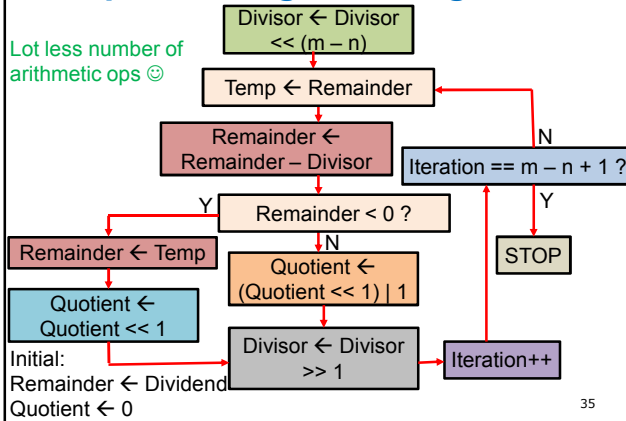 Divisor ← Divisor
<< (m – n)
Lot less number of
arithmetic ops ☺
Temp ← Remainder
Remainder ←
Remainder – Divisor
N
Iteration == m – n + 1 ?
Y
Remainder < 0 ?
Y
N
Remainder ← Temp
Quotient ←
(Quotient << 1) | 1
STOP
Quotient ←
Quotient << 1
Divisor ← Divisor
>> 1
Iteration++
Initial:
Remainder ← Dividend
Quotient ← 0
35